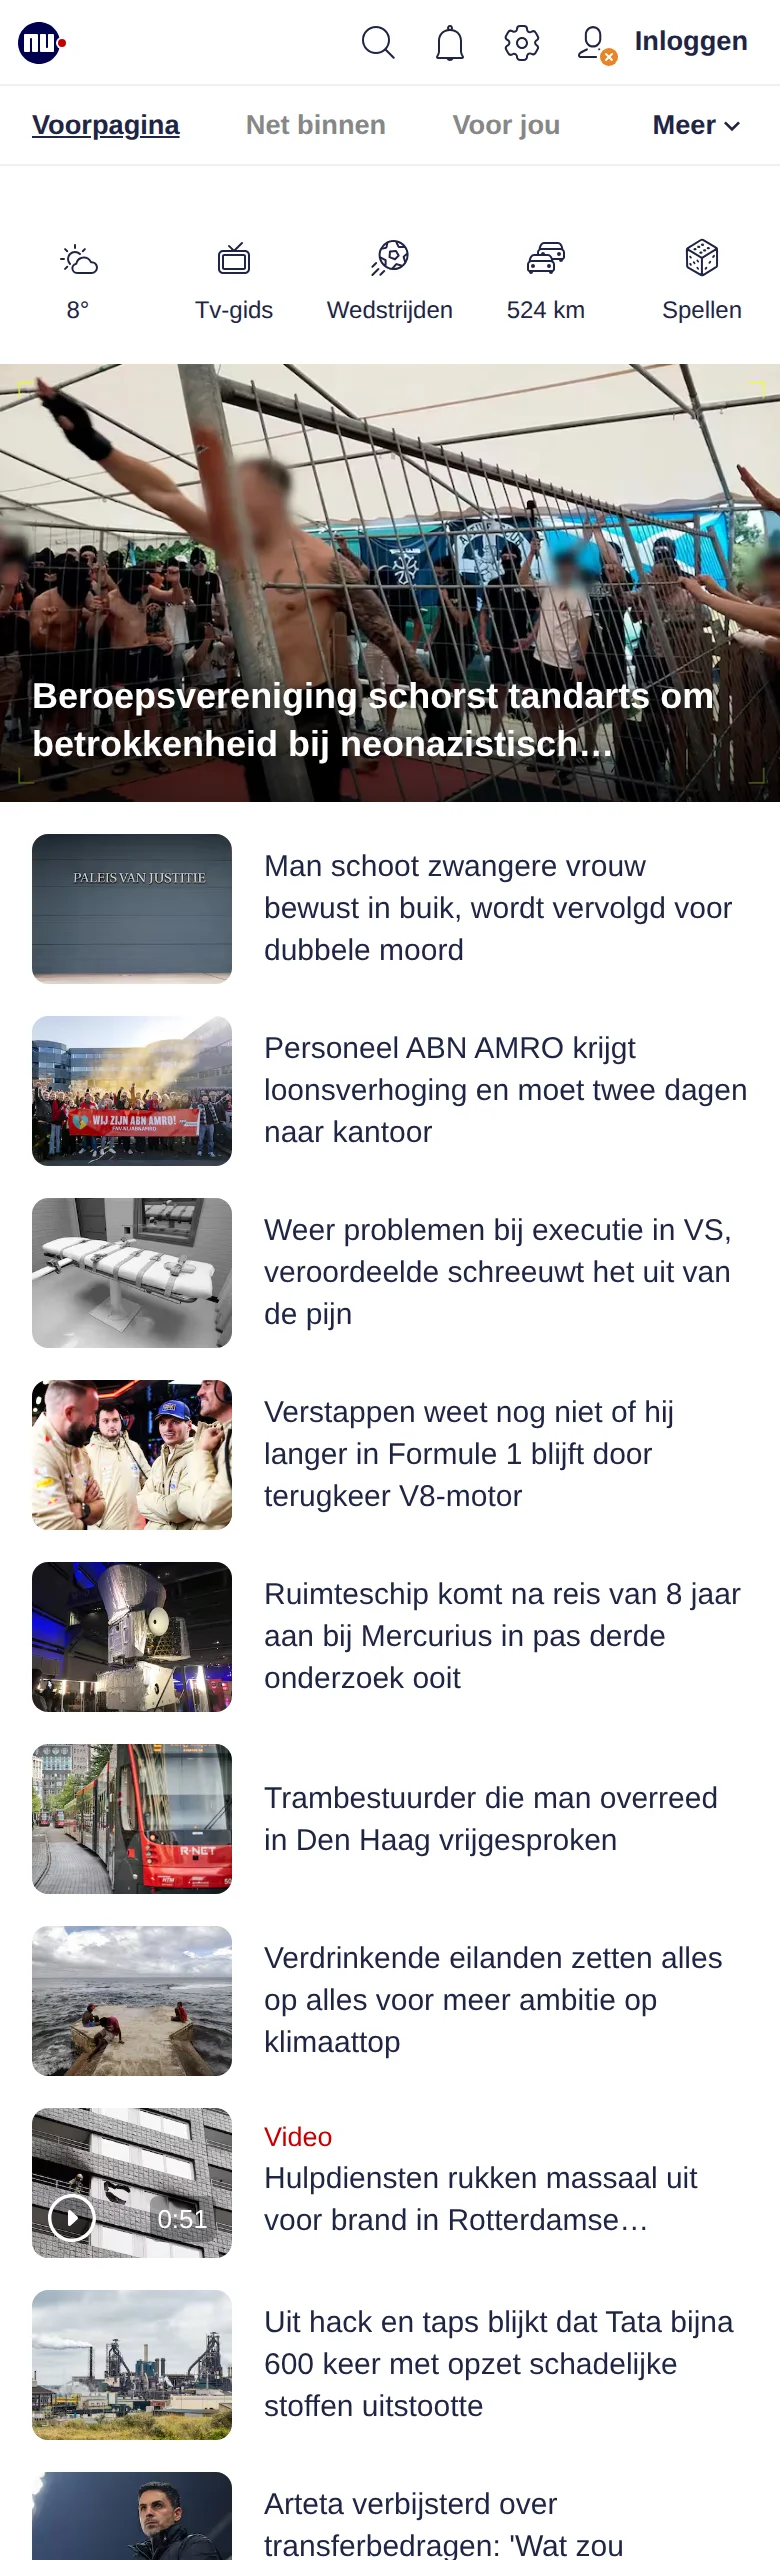 nu
Inloggen
Voorpagina
Net binnen
Voor jou
Meer
8°
Tv-gids
Wedstrijden
524 km
Spellen
Beroepsvereniging schorst tandarts om
betrokkenheid bij neonazistisch...
PALEIS VAN JUSTITIE
Man schoot zwangere vrouw
bewust in buik, wordt vervolgd voor
dubbele moord
WIJ ZIJN ABN AMRO!
Personeel ABN AMRO krijgt
loonsverhoging en moet twee dagen
naar kantoor
Weer problemen bij executie in VS,
veroordeelde schreeuwt het uit van
de pijn
Verstappen weet nog niet of hij
langer in Formule 1 blijft door
terugkeer V8-motor
Ruimteschip komt na reis van 8 jaar
aan bij Mercurius in pas derde
onderzoek ooit
R-NET
HTM
50
Trambestuurder die man overreed
in Den Haag vrijgesproken
Verdrinkende eilanden zetten alles
op alles voor meer ambitie op
klimaattop
0:51
Video
Hulpdiensten rukken massaal uit
voor brand in Rotterdamse...
Uit hack en taps blijkt dat Tata bijna
600 keer met opzet schadelijke
stoffen uitstootte
Arteta verbijsterd over
transferbedragen: 'Wat zou